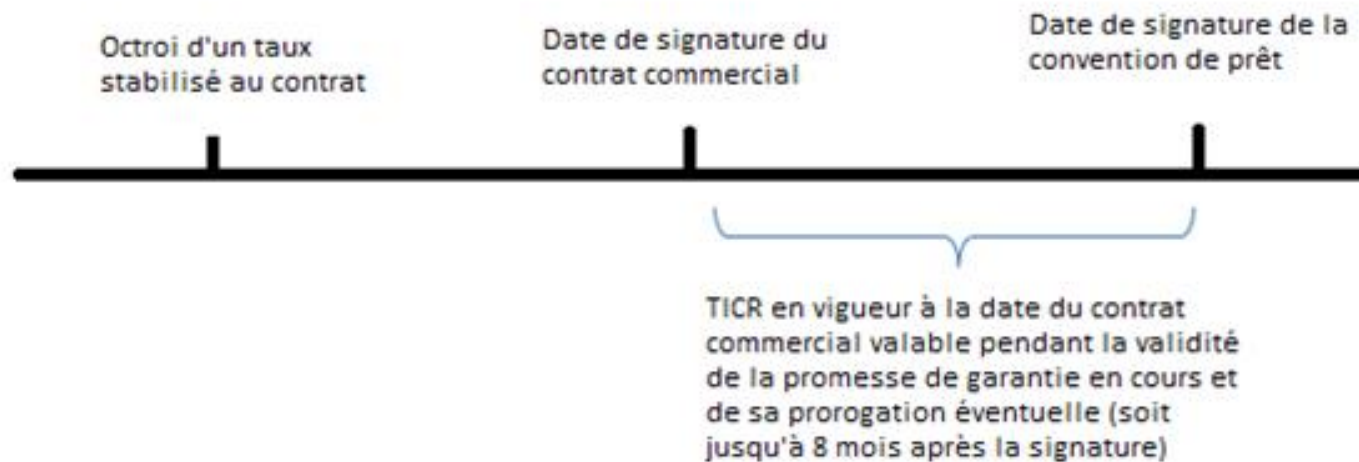 Octroi d'un taux
stabilisé au contrat
Date de signature du
contrat commercial
Date de signature de la
convention de prêt
TICR en vigueur à la date du contrat
commercial valable pendant la validité
de la promesse de garantie en cours et
de sa prorogation éventuelle (soit
jusqu'à 8 mois après la signature)